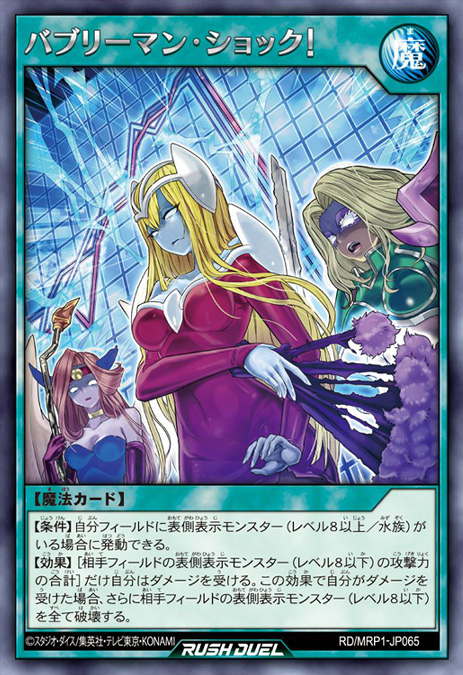 バブリーマン・ショック!
魔
【魔法カード】
【条件】自分フィールドに表側表示モンスター(レベル8以上/水族)が
いる場合に発動できる。
【効果】[相手フィールドの表側表示モンスター(レベル8以下)の攻撃力
の合計]だけ自分はダメージを受ける。この効果で自分がダメージを
受けた場合、さらに相手フィールドの表側表示モンスター(レベル8以下)
を全て破壊する。
©スタジオ・ダイス/集英社・テレビ東京・KONAMI
RUSH DUEL
RD/MRP1-JP065